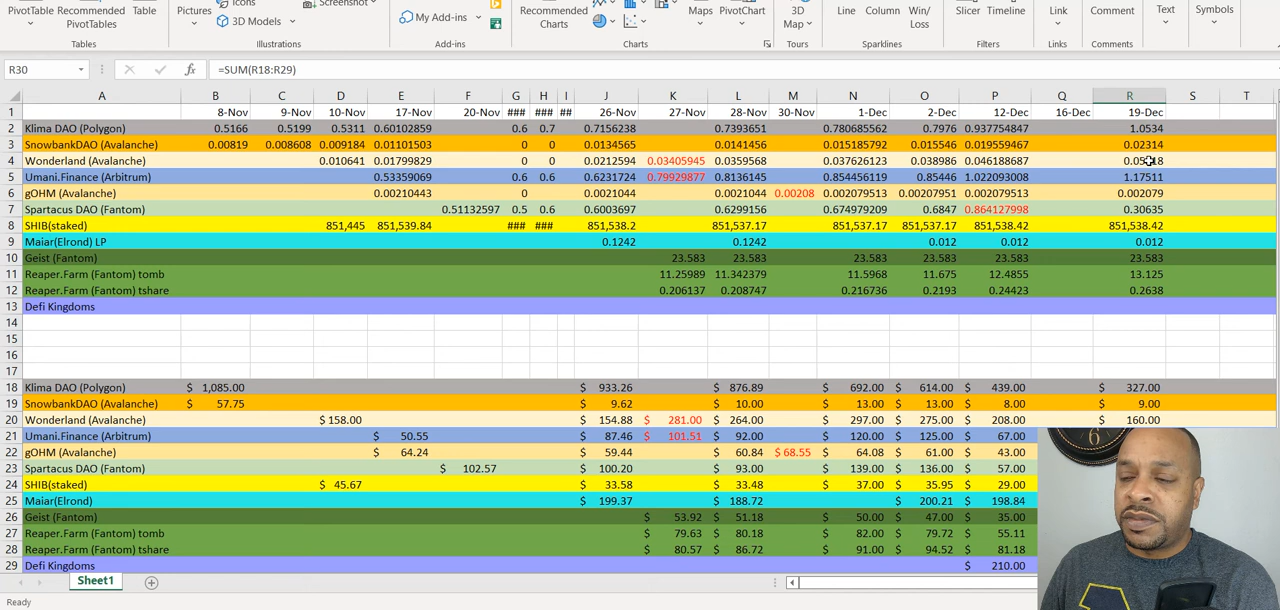 PivotTable Recommended PivotTables Table Pictures Icons 3D Models Screenshot My Add-ins Recommended Charts Maps PivotChart 3D Map Line Column Win/Loss Slicer Timeline Link Comment Text Symbols
Tables Illustrations Add-ins Charts Tours Sparklines Filters Links Comments
R30 fx =SUM(R18:R29)
A B C D E F G H I J K L M N O P Q R S T
1 8-Nov 9-Nov 10-Nov 17-Nov 20-Nov ### ### ## 26-Nov 27-Nov 28-Nov 30-Nov 1-Dec 2-Dec 12-Dec 16-Dec 19-Dec
2 Klima DAO (Polygon) 0.5166 0.5199 0.5311 0.60102859 0.6 0.7 0.7156238 0.7393651 0.780685562 0.7976 0.937754847 1.0534
3 SnowbankDAO (Avalanche) 0.00819 0.008608 0.009184 0.01101503 0 0 0.0134565 0.0141456 0.015185792 0.015546 0.019559467 0.02314
4 Wonderland (Avalanche) 0.010641 0.01799829 0 0 0.0212594 0.03405945 0.0359568 0.037626123 0.038986 0.046188687
5 Umani.Finance (Arbitrum) 0.53359069 0.6 0.6 0.6231724 0.79929877 0.8136145 0.854456119 0.85446 1.022093008 1.17511
6 gOHM (Avalanche) 0.00210443 0 0.0021044 0.0021044 0.00208 0.002079513 0.00207951 0.002079513 0.002079
7 Spartacus DAO (Fantom) 0.51132597 0.5 0.6 0.6003697 0.6299156 0.674979209 0.6847 0.864127998 0.30635
8 SHIB(staked) 851,445 851,539.84 ### ### 851,538.2 851,537.17 851,537.17 851,537.17 851,538.42 851,538.42
9 Maiar(Elrond) LP 0.1242 0.1242 0.012 0.012 0.012
10 Geist (Fantom) 23.583 23.583 23.583 23.583 23.583 23.583
11 Reaper.Farm (Fantom) tomb 11.25989 11.342379 11.5968 11.675 12.4855 13.125
12 Reaper.Farm (Fantom) tshare 0.206137 0.208747 0.216736 0.2193 0.24423 0.2638
13 Defi Kingdoms
14
15
16
17
18 Klima DAO (Polygon) $ 1,085.00 $ 933.26 $ 876.89 $ 692.00 $ 614.00 $ 439.00 $ 327.00
19 SnowbankDAO (Avalanche) $ 57.75 $ 9.62 $ 10.00 $ 13.00 $ 13.00 $ 8.00 $ 9.00
20 Wonderland (Avalanche) $ 158.00 $ 154.88 $ 281.00 $ 264.00 $ 297.00 $ 275.00 $ 208.00 $ 160.00
21 Umani.Finance (Arbitrum) $ 50.55 $ 87.46 $ 101.51 $ 92.00 $ 120.00 $ 125.00 $ 67.00
22 gOHM (Avalanche) $ 64.24 $ 59.44 $ 60.84 $ 68.55 $ 64.08 $ 61.00 $ 43.00
23 Spartacus DAO (Fantom) $ 102.57 $ 100.20 $ 93.00 $ 139.00 $ 136.00 $ 57.00
24 SHIB(staked) $ 45.67 $ 33.58 $ 33.48 $ 37.00 $ 35.95 $ 29.00
25 Maiar(Elrond) $ 199.37 $ 188.72 $ 200.21 $ 198.84
26 Geist (Fantom) $ 53.92 $ 51.18 $ 50.00 $ 47.00 $ 35.00
27 Reaper.Farm (Fantom) tomb $ 79.63 $ 80.18 $ 82.00 $ 79.72 $ 55.11
28 Reaper.Farm (Fantom) tshare $ 80.57 $ 86.72 $ 91.00 $ 94.52 $ 81.18
29 Defi Kingdoms $ 210.00
Sheet1
Ready